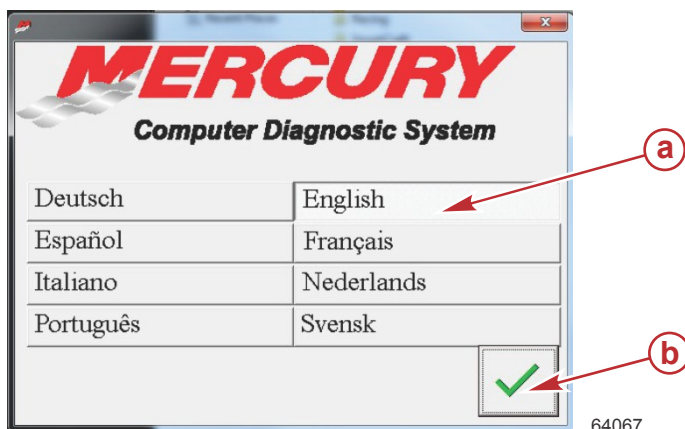 MERCURY
Computer Diagnostic System
a
Deutsch English
Español Français
Italiano Nederlands
Português Svensk
b
64067